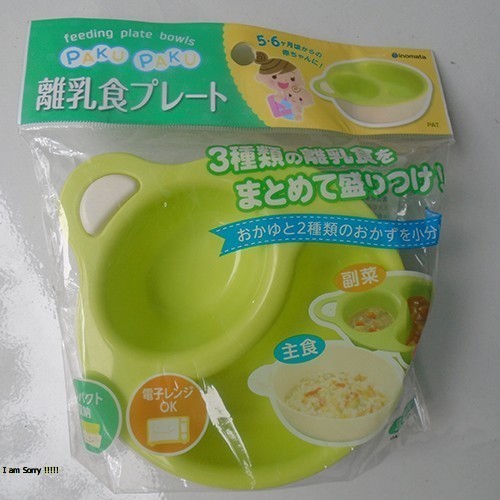 feeding plate bowls
PAKU PAKU
離乳食プレート
5・6ヶ月頃からの
赤ちゃんに!
inomata
PAT.
3種類の離乳食を
まとめて盛りつけ!
おかゆと2種類のおかずを小分
副菜
主食
電子レンジ
OK
I am Sorry !!!!!